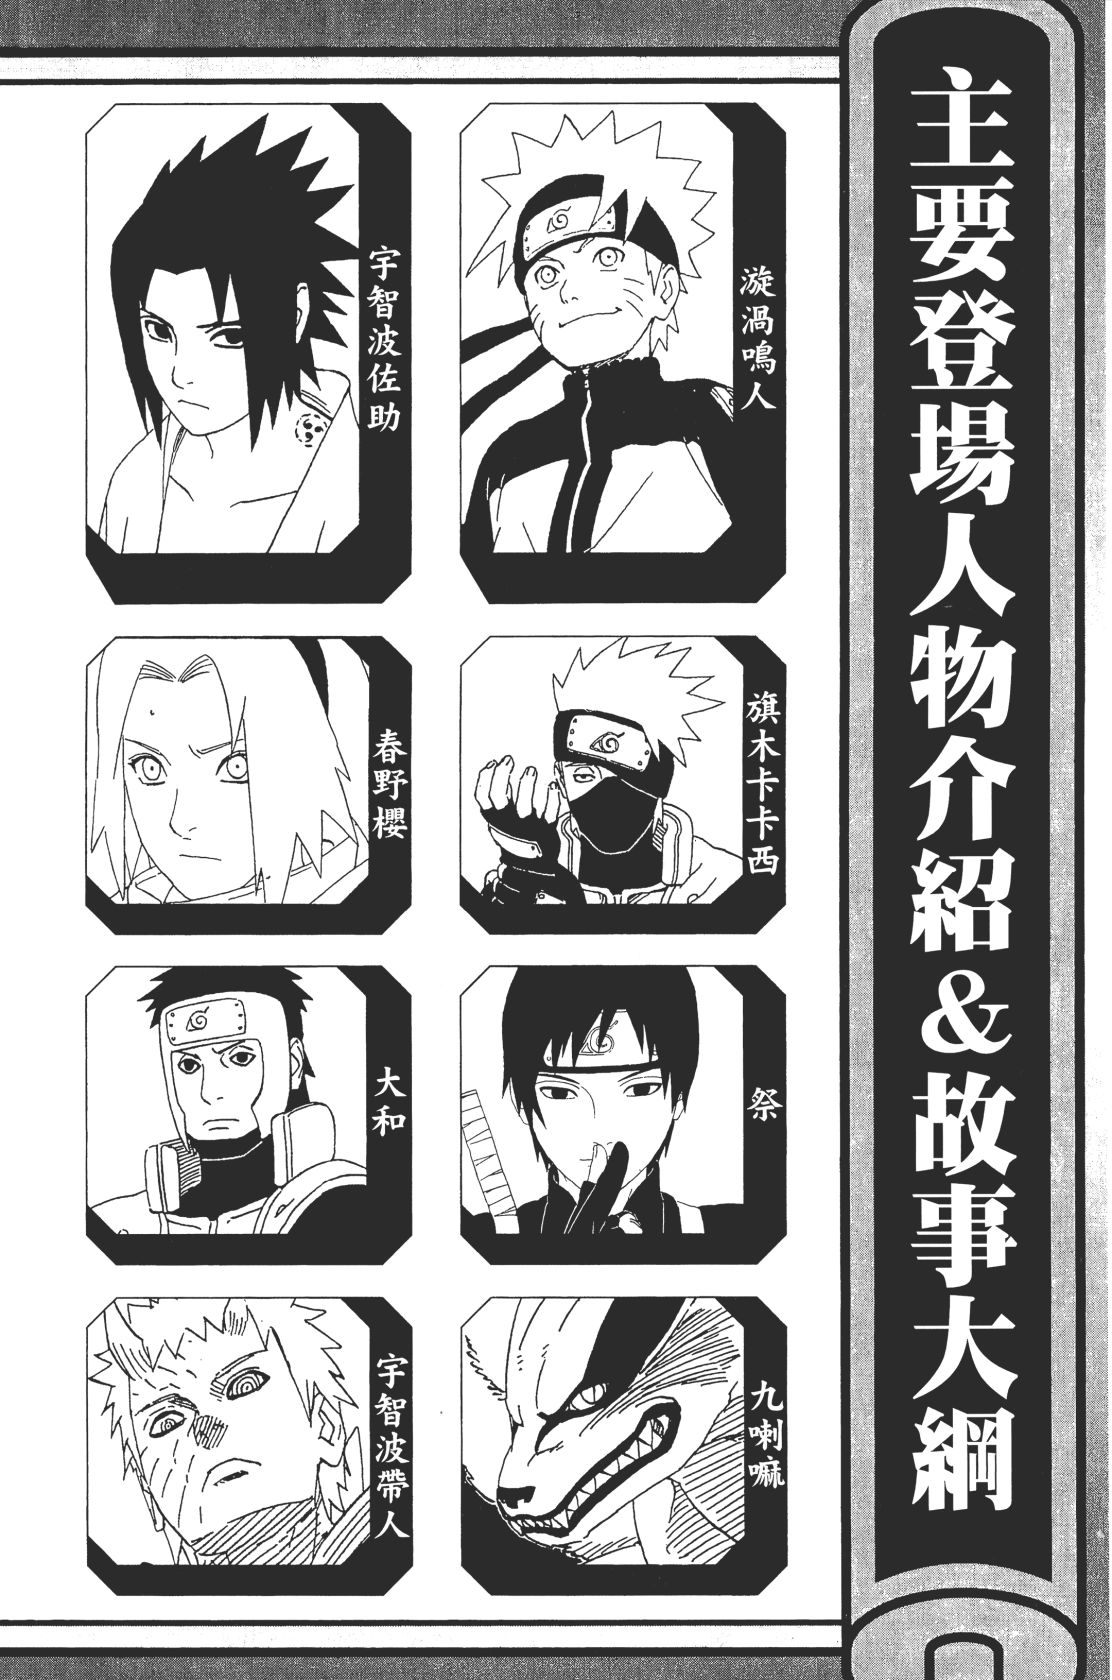 主要登場人物介紹&故事大綱
漩渦鳴人
宇智波佐助
旗木卡卡西
春野櫻
祭
大和
九喇嘛
宇智波帶人